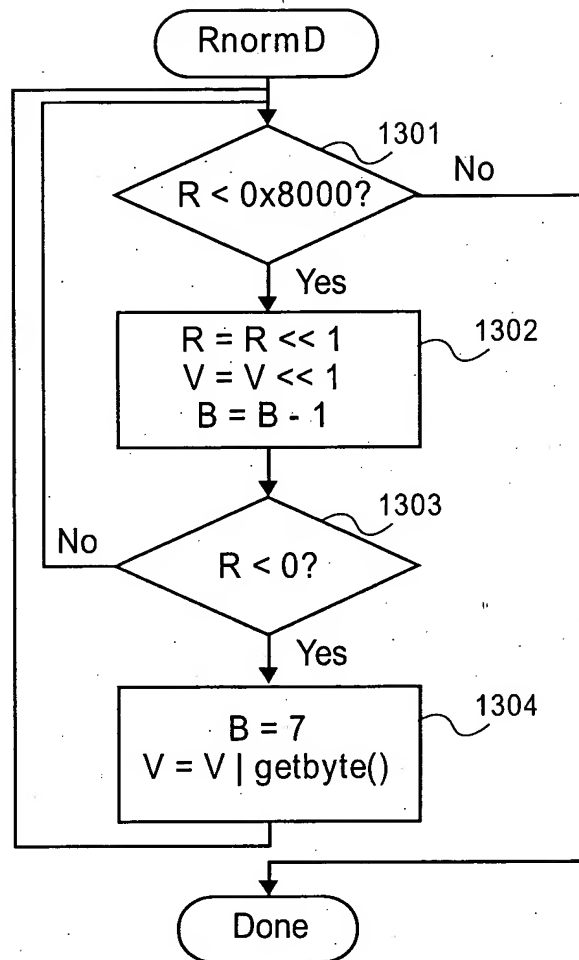 RnormD
1301
R < 0x8000?
No
Yes
R = R << 1
V = V << 1
B = B - 1
1302
1303
No
R < 0?
Yes
1304
B = 7
V = V | getbyte()
Done